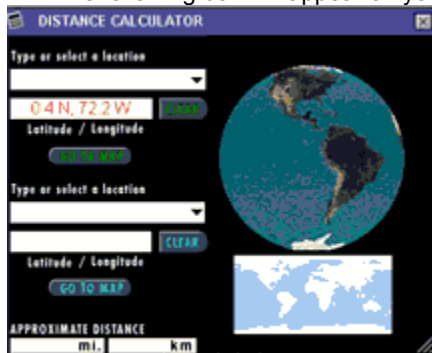 DISTANCE CALCULATOR
Type or select a location
0.4 N, 72.2 W CLEAR
Latitude / Longitude
GO TO MAP
Type or select a location
CLEAR
Latitude / Longitude
GO TO MAP
APPROXIMATE DISTANCE
mi. km